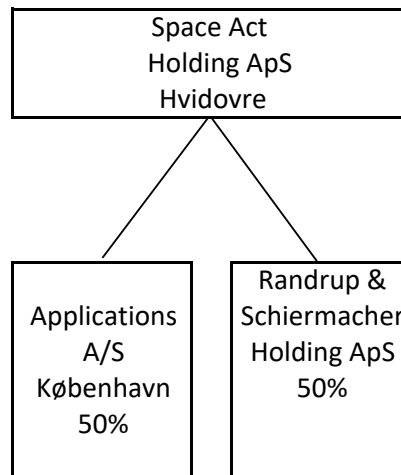 Space Act
Holding ApS
Hvidovre
Applications
A/S
København
50%
Randrup &
Schiermacher
Holding ApS
50%